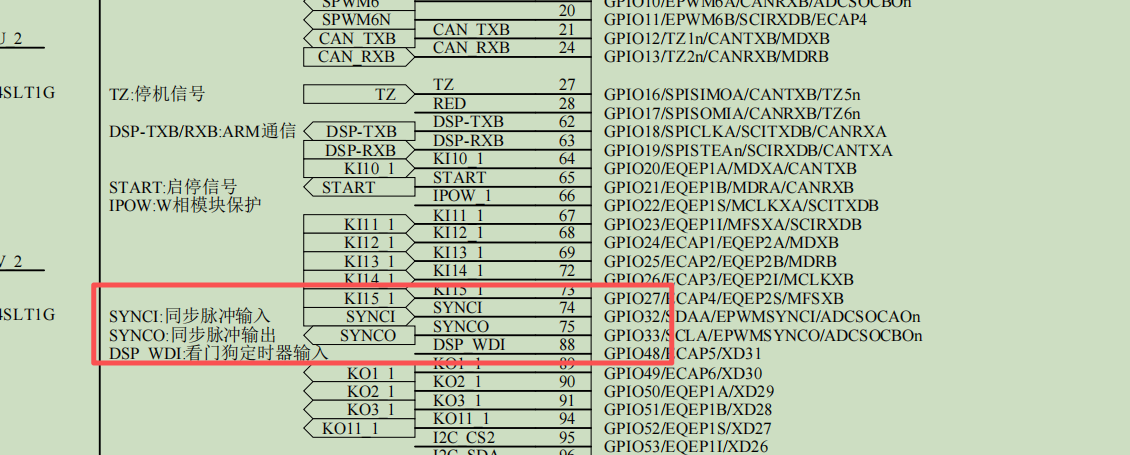 SPWM6 GPIO10/EPWM6A/CANRXB/ADCSOCBOn
SPWM6N 20 GPIO11/EPWM6B/SCIRXDB/ECAP4
U_2 CAN_TXB CAN_TXB 21 GPIO12/TZ1n/CANTXB/MDXB
CAN_RXB CAN_RXB 24 GPIO13/TZ2n/CANRXB/MDRB
4SLT1G TZ:停机信号 TZ TZ 27 GPIO16/SPISIMOA/CANTXB/TZ5n
RED 28 GPIO17/SPISOMIA/CANRXB/TZ6n
DSP-TXB/RXB:ARM通信 DSP-TXB DSP-TXB 62 GPIO18/SPICLKA/SCITXDB/CANRXA
DSP-RXB DSP-RXB 63 GPIO19/SPISTEAn/SCIRXDB/CANTXA
KI10_1 KI10_1 64 GPIO20/EQEP1A/MDXA/CANTXB
START:启停信号 START START 65 GPIO21/EQEP1B/MDRA/CANRXB
IPOW:W相模块保护 IPOW_1 66 GPIO22/EQEP1S/MCLKXA/SCITXDB
KI11_1 KI11_1 67 GPIO23/EQEP1I/MFSXA/SCIRXDB
KI12_1 KI12_1 68 GPIO24/ECAP1/EQEP2A/MDXB
V_2 KI13_1 KI13_1 69 GPIO25/ECAP2/EQEP2B/MDRB
KI14_1 KI14_1 72 GPIO26/ECAP3/EQEP2I/MCLKXB
KI15_1 KI15_1 73 GPIO27/ECAP4/EQEP2S/MFSXB
4SLT1G SYNCI:同步脉冲输入 SYNCI SYNCI 74 GPIO32/SDAA/EPWMSYNCI/ADCSOCAOn
SYNCO:同步脉冲输出 SYNCO SYNCO 75 GPIO33/SCLA/EPWMSYNCO/ADCSOCBOn
DSP_WDI:看门狗定时器输入 DSP_WDI 88 GPIO48/ECAP5/XD31
KO1_1 KO1_1 89 GPIO49/ECAP6/XD30
KO2_1 KO2_1 90 GPIO50/EQEP1A/XD29
KO3_1 KO3_1 91 GPIO51/EQEP1B/XD28
KO11_1 KO11_1 94 GPIO52/EQEP1S/XD27
I2C_CS2 95 GPIO53/EQEP1I/XD26
I2C_SDA 96